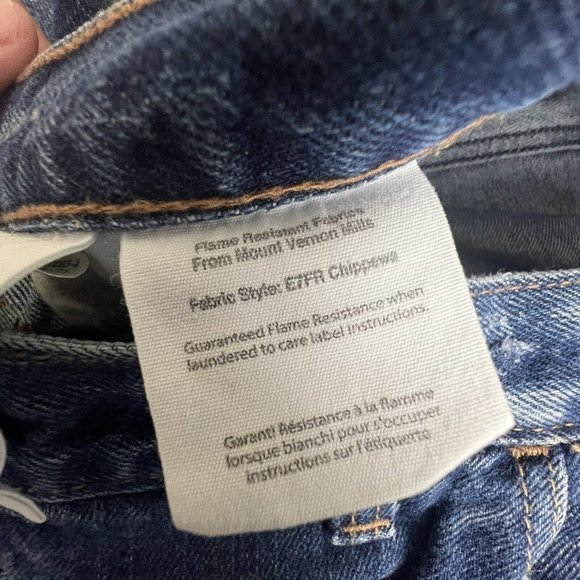 Flame Resistant Fabrics
From Mount Vernon Mills
Fabric Style: E7FR Chippewa
Guaranteed Flame Resistance when
laundered to care label instructions.
Garanti Résistance à la flamme
lorsque blanchi pour s'occuper
instructions sur l'étiquette